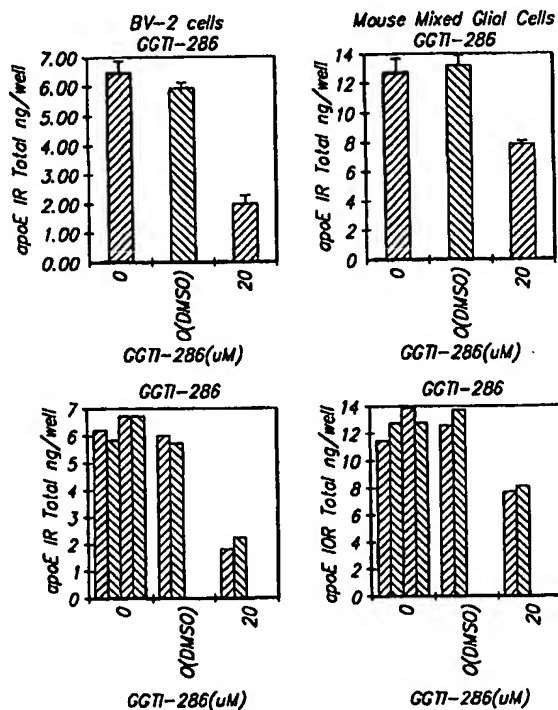 BV-2 cells
GGTI-286
apoE IR Total ng/well
7.00
6.00
5.00
4.00
3.00
2.00
1.00
0.00
0
O(DMSO)
20
GGTI-286(uM)
Mouse Mixed Glial Cells
GGTI-286
apoE IR Total ng/well
14
12
10
8
6
4
2
0
0
O(DMSO)
20
GGTI-286(uM)
GGTI-286
apoE IR Total ng/well
7
6
5
4
3
2
1
0
0
O(DMSO)
20
GGTI-286(uM)
GGTI-286
apoE IOR Total ng/well
14
12
10
8
6
4
2
0
0
O(DMSO)
20
GGTI-286(uM)